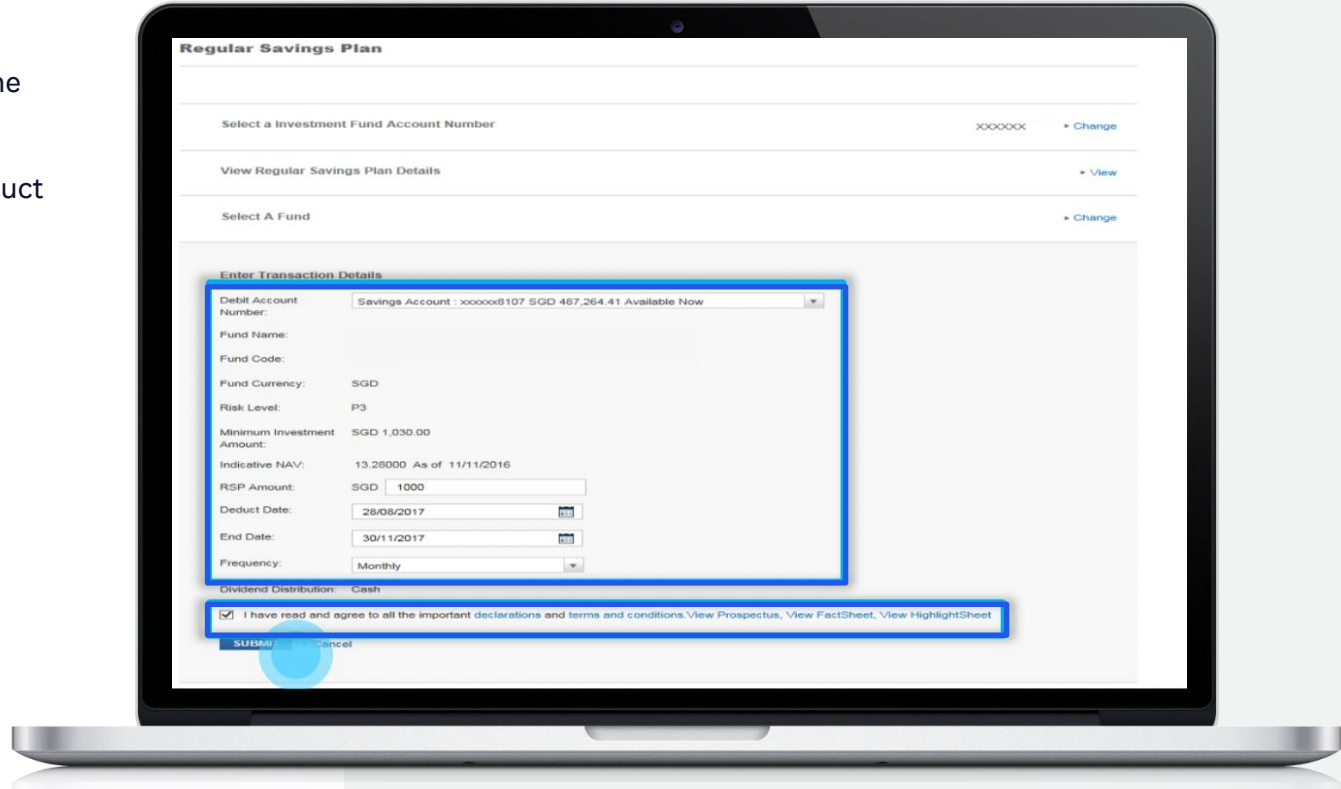 ne
uct
Regular Savings Plan
Select a Investment Fund Account Number
XXXXXX
Change
View Regular Savings Plan Details
View
Select A Fund
Change
Enter Transaction Details
Debit Account
Number:
Savings Account : xxxxxx8107 SGD 487,264.41 Available Now
Fund Name:
Fund Code:
Fund Currency: SGD
Risk Level: P3
Minimum Investment
Amount:
SGD 1,030.00
Indicative NAV: 13.28000 As of 11/11/2016
RSP Amount: SGD 1000
Deduct Date: 28/08/2017
End Date: 30/11/2017
Frequency: Monthly
Dividend Distribution: Cash
I have read and agree to all the important declarations and terms and conditions.View Prospectus, View FactSheet, View HighlightSheet
SUBMIT Cancel